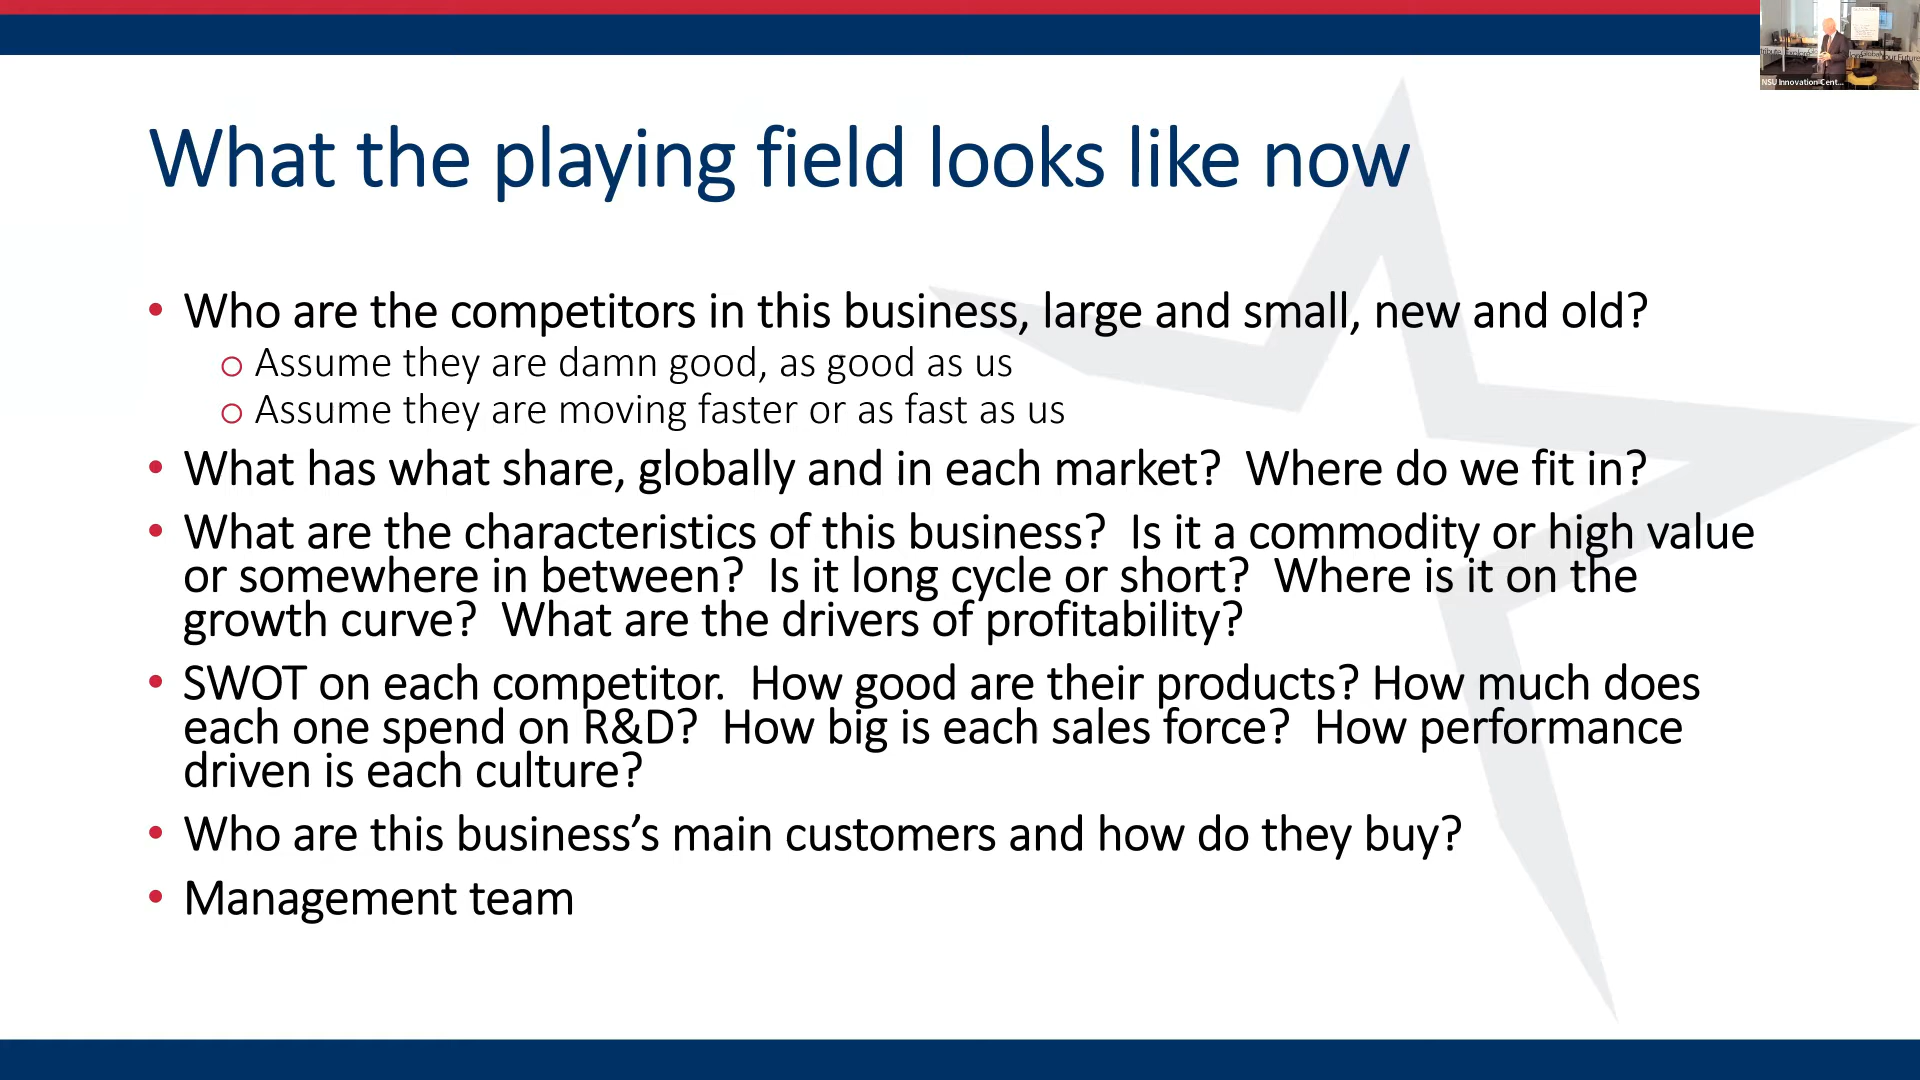 What the playing field looks like now
• Who are the competitors in this business, large and small, new and old?
o Assume they are damn good, as good as us
o Assume they are moving faster or as fast as us
• What has what share, globally and in each market?  Where do we fit in?
• What are the characteristics of this business?  Is it a commodity or high value
or somewhere in between?  Is it long cycle or short?  Where is it on the
growth curve?  What are the drivers of profitability?
• SWOT on each competitor.  How good are their products? How much does
each one spend on R&D?  How big is each sales force?  How performance
driven is each culture?
• Who are this business’s main customers and how do they buy?
• Management team
NSU Innovation Cent...